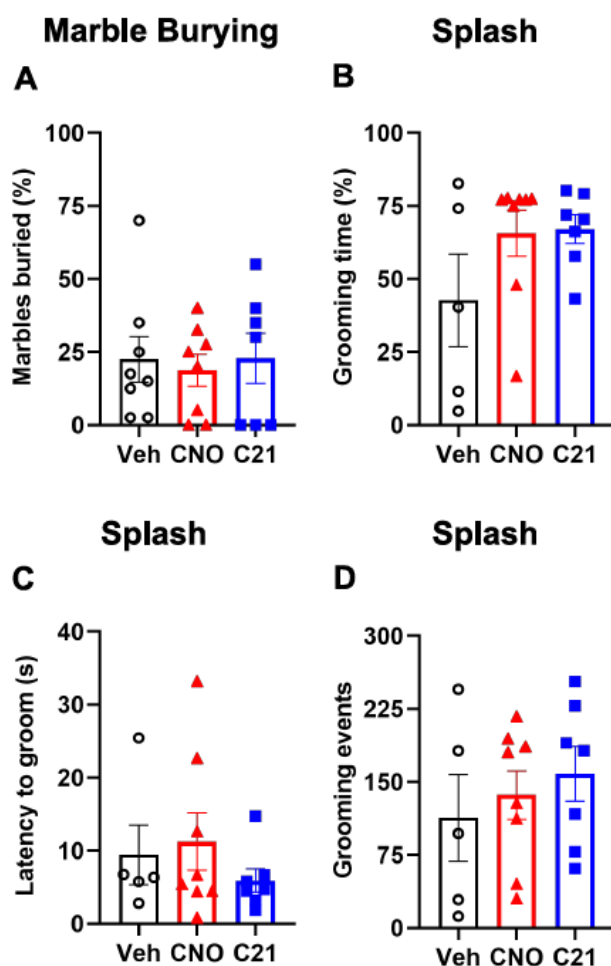 Marble Burying
Splash
A
B
Marbles buried (%)
100
75
50
25
0
Veh CNO C21
Grooming time (%)
100
75
50
25
0
Veh CNO C21
Splash
Splash
C
D
Latency to groom (s)
40
30
20
10
0
Veh CNO C21
Grooming events
300
225
150
75
0
Veh CNO C21